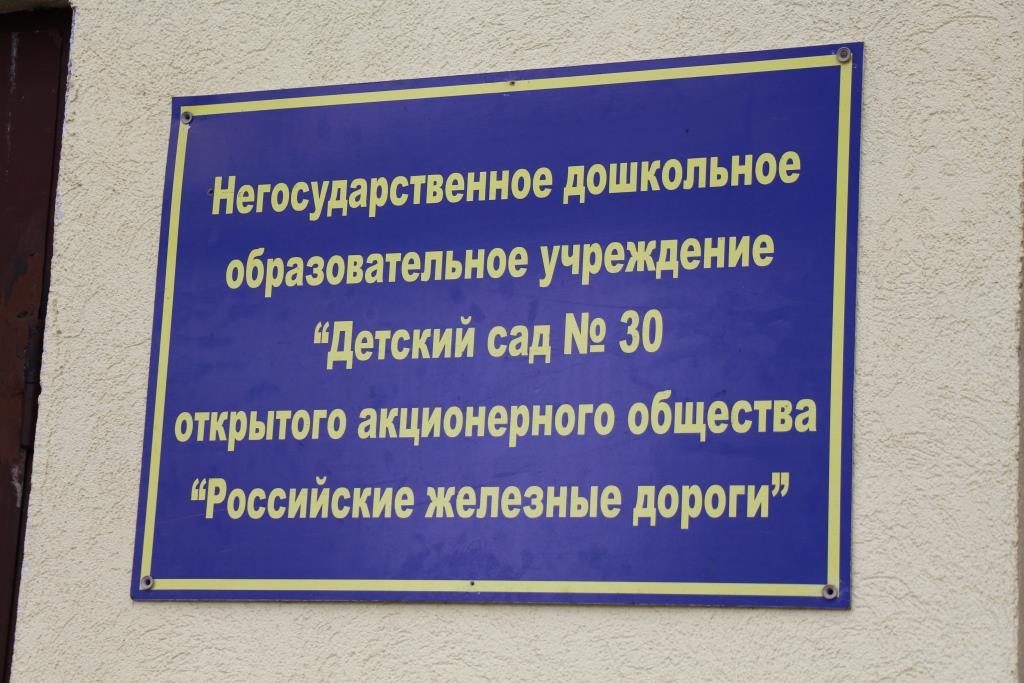 Негосударственное дошкольное
образовательное учреждение
“Детский сад № 30
открытого акционерного общества
“Российские железные дороги”